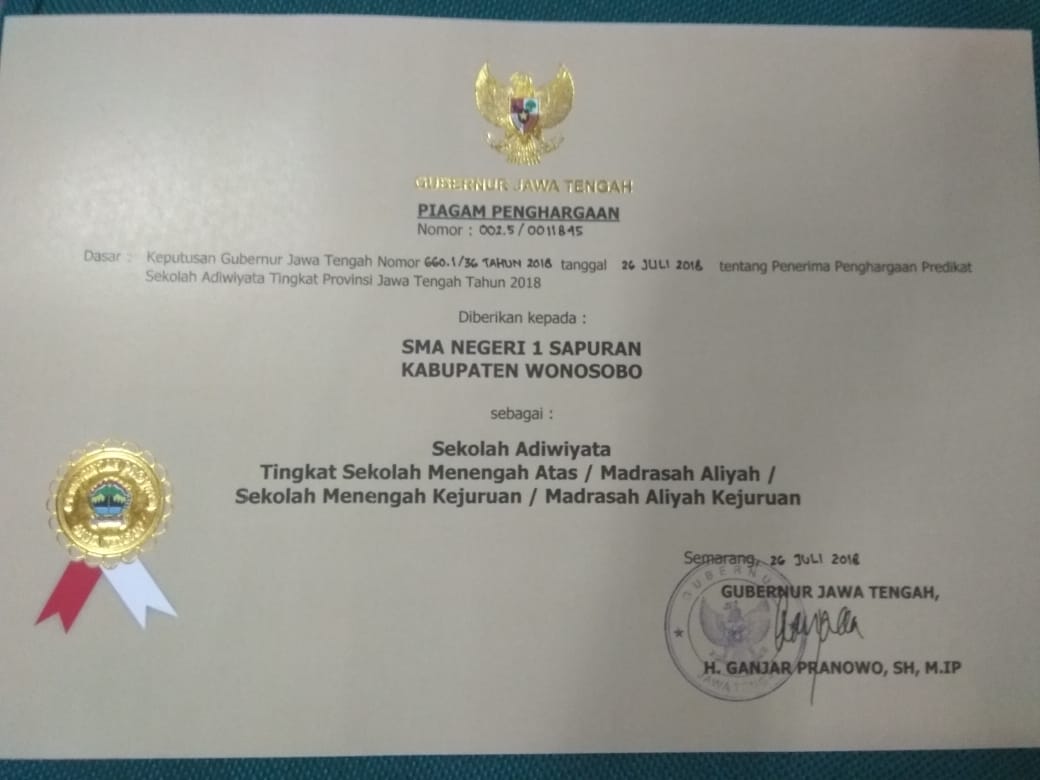 GUBERNUR JAWA TENGAH
PIAGAM PENGHARGAAN
Nomor : 002.5/0011845
Dasar : Keputusan Gubernur Jawa Tengah Nomor 660.1/36 TAHUN 2018 tanggal 26 JULI 2018 tentang Penerima Penghargaan Predikat
Sekolah Adiwiyata Tingkat Provinsi Jawa Tengah Tahun 2018
Diberikan kepada :
SMA NEGERI 1 SAPURAN
KABUPATEN WONOSOBO
sebagai :
Sekolah Adiwiyata
Tingkat Sekolah Menengah Atas / Madrasah Aliyah /
Sekolah Menengah Kejuruan / Madrasah Aliyah Kejuruan
Semarang, 26 JULI 2018
GUBERNUR JAWA TENGAH,
H. GANJAR PRANOWO, SH, M.IP
GUBERNUR
JAWA TENGAH